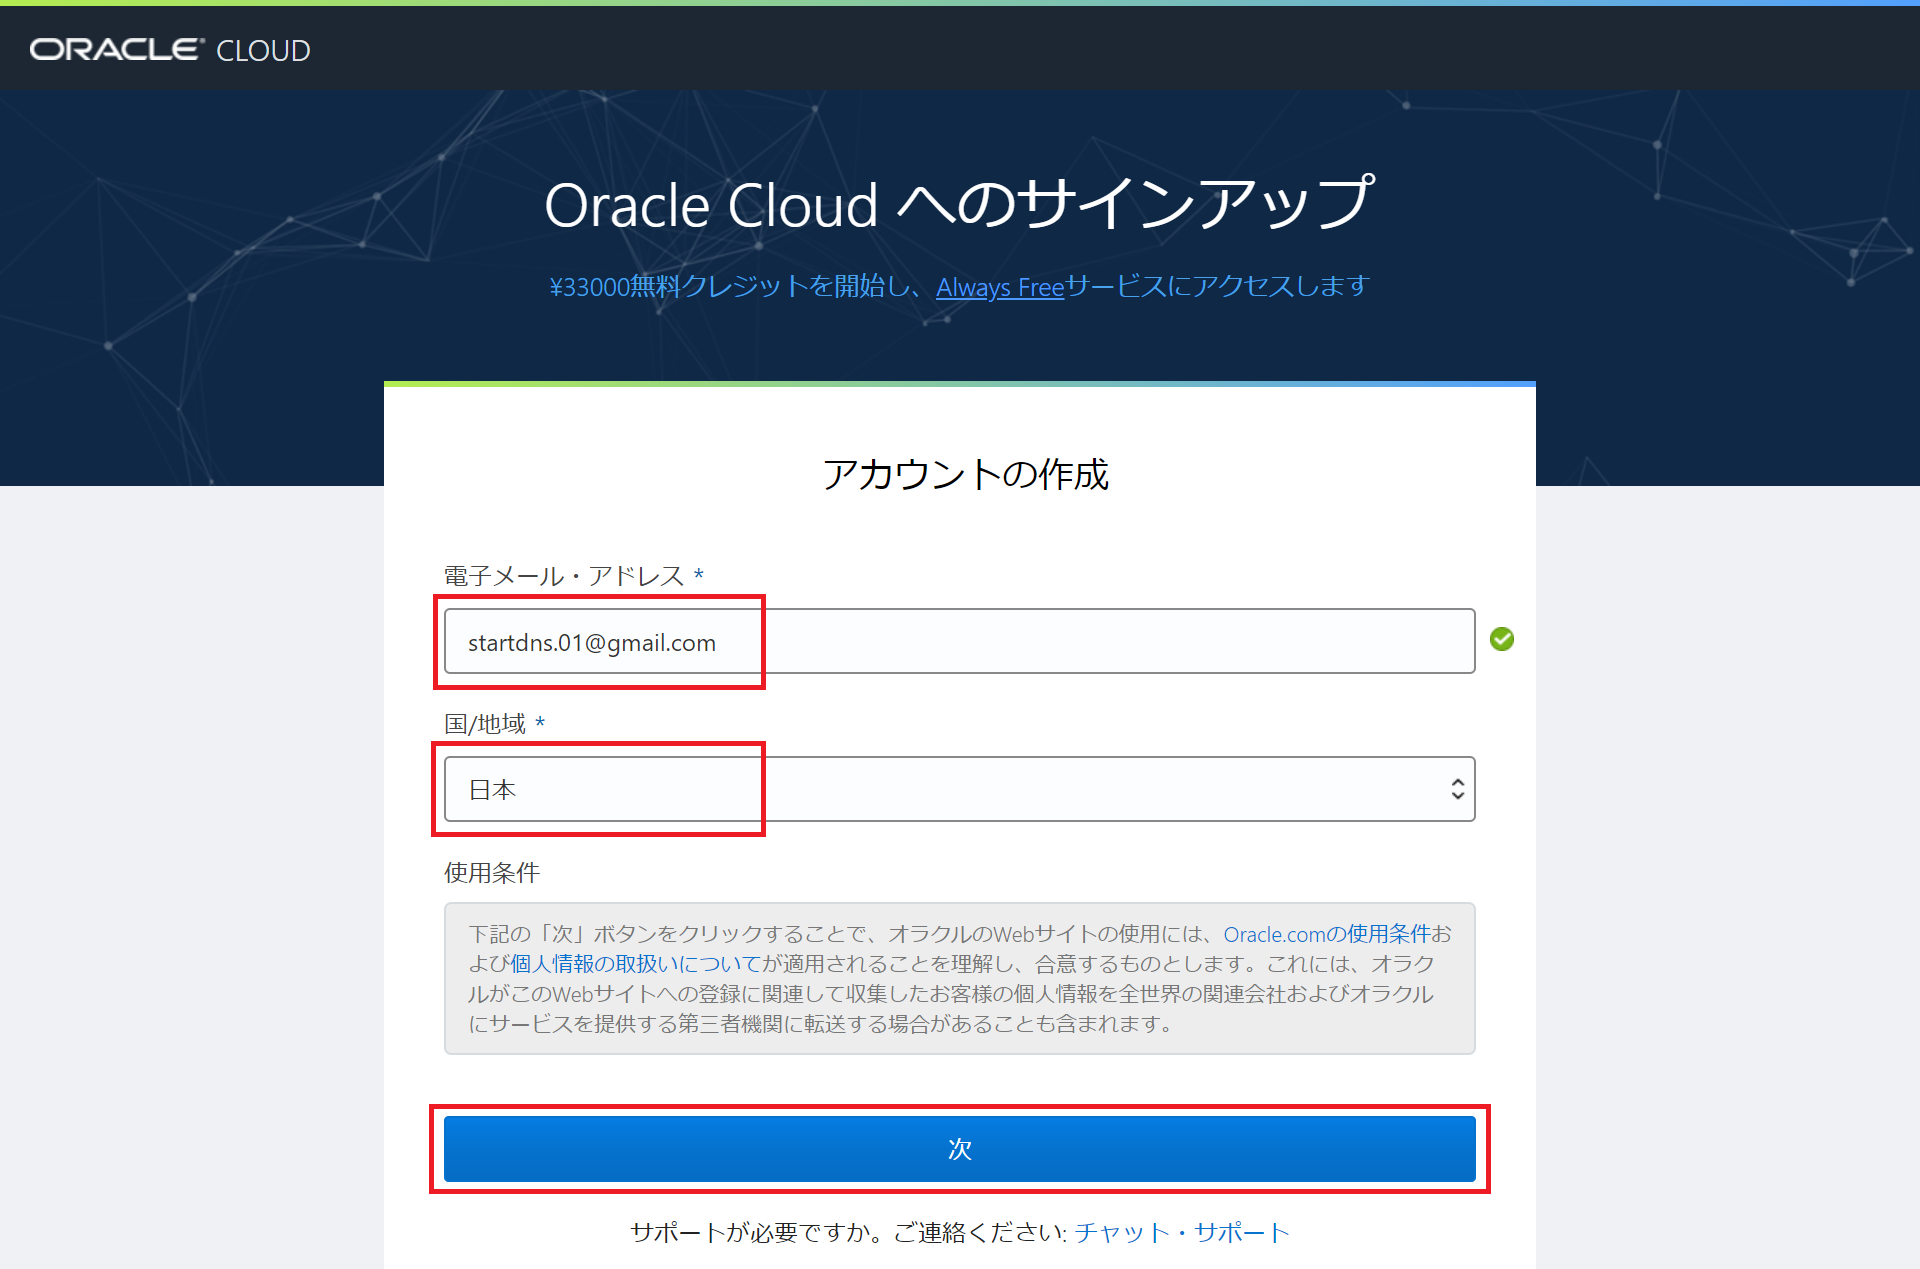 ORACLE CLOUD
Oracle Cloud へのサインアップ
¥33000無料クレジットを開始し、Always Freeサービスにアクセスします
アカウントの作成
電子メール・アドレス *
startdns.01@gmail.com
国/地域 *
日本
使用条件
下記の「次」ボタンをクリックすることで、オラクルのWebサイトの使用には、Oracle.comの使用条件お
よび個人情報の取扱いについてが適用されることを理解し、合意するものとします。これには、オラク
ルがこのWebサイトへの登録に関連して収集したお客様の個人情報を全世界の関連会社およびオラクル
にサービスを提供する第三者機関に転送する場合があることも含まれます。
次
サポートが必要ですか。ご連絡ください: チャット・サポート